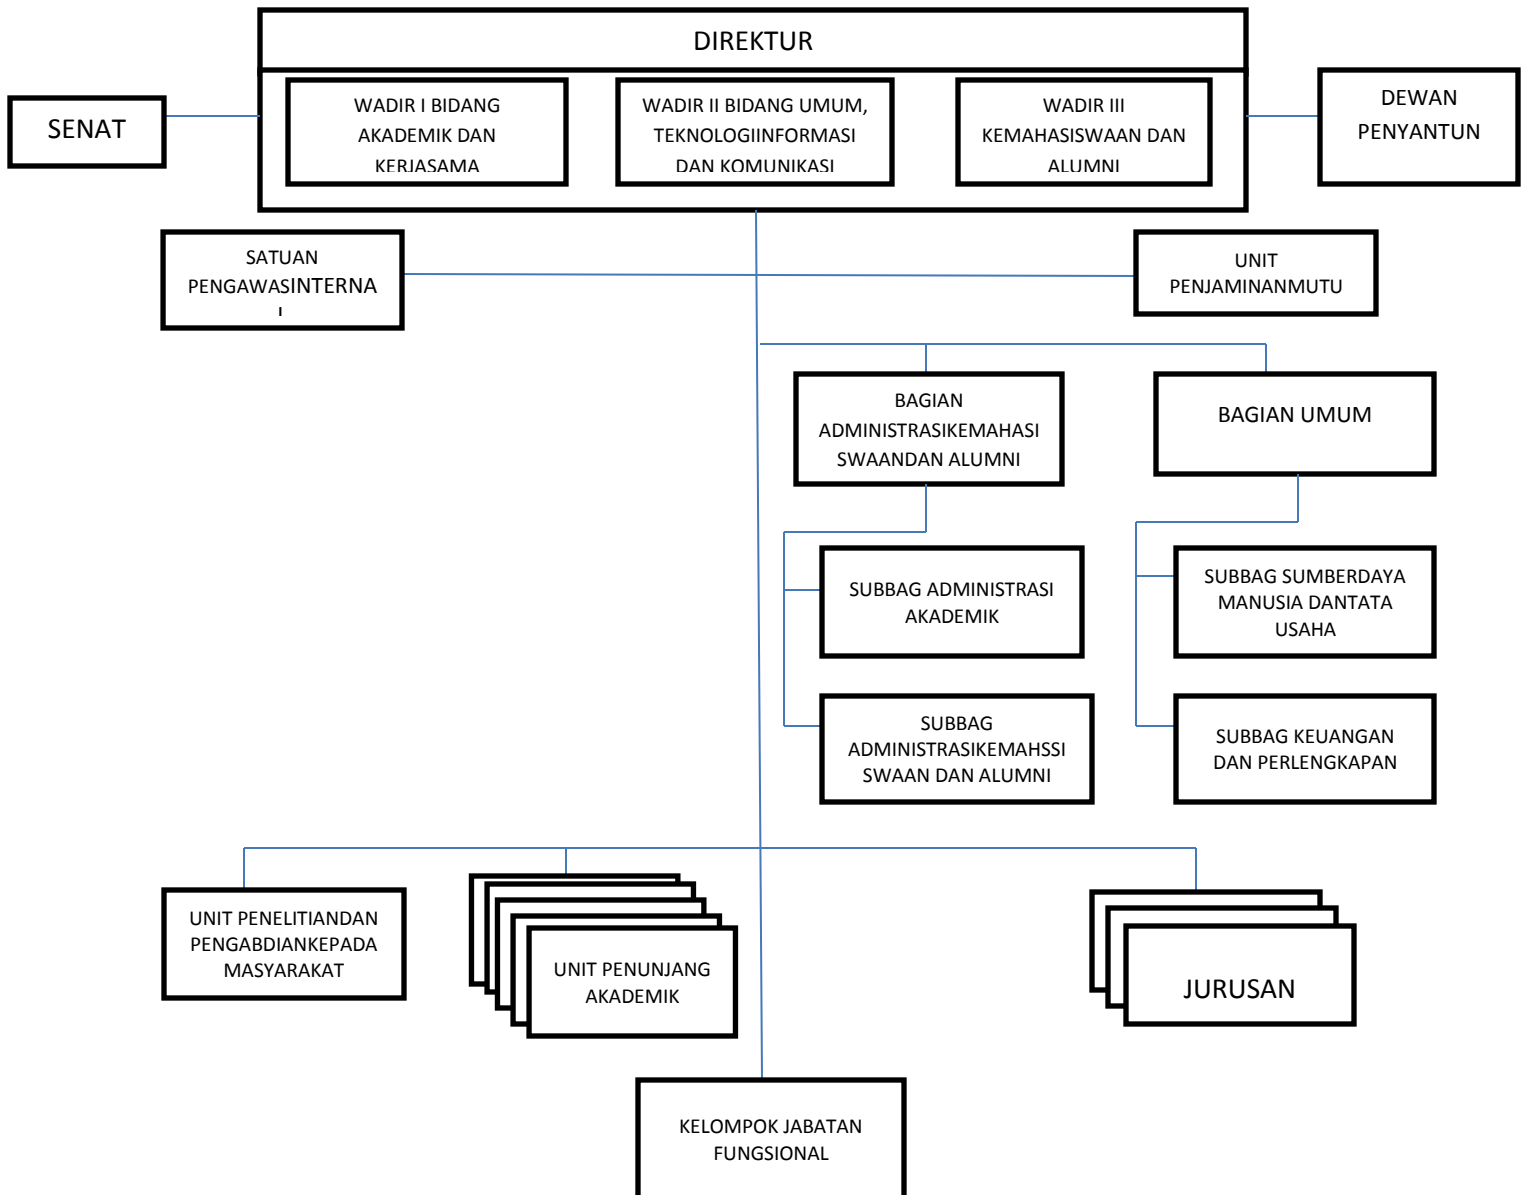 DIREKTUR
SENAT
WADIR I BIDANG
AKADEMIK DAN
KERJASAMA
WADIR II BIDANG UMUM,
TEKNOLOGIINFORMASI
DAN KOMUNIKASI
WADIR III
KEMAHASISWAAN DAN
ALUMNI
DEWAN
PENYANTUN
SATUAN
PENGAWASINTERNA
L
UNIT
PENJAMINANMUTU
BAGIAN
ADMINISTRASIKEMAHASI
SWAANDAN ALUMNI
BAGIAN UMUM
SUBBAG ADMINISTRASI
AKADEMIK
SUBBAG SUMBERDAYA
MANUSIA DANTATA
USAHA
SUBBAG
ADMINISTRASIKEMAHSSI
SWAAN DAN ALUMNI
SUBBAG KEUANGAN
DAN PERLENGKAPAN
UNIT PENELITIANDAN
PENGABDIANKEPADA
MASYARAKAT
UNIT PENUNJANG
AKADEMIK
JURUSAN
KELOMPOK JABATAN
FUNGSIONAL